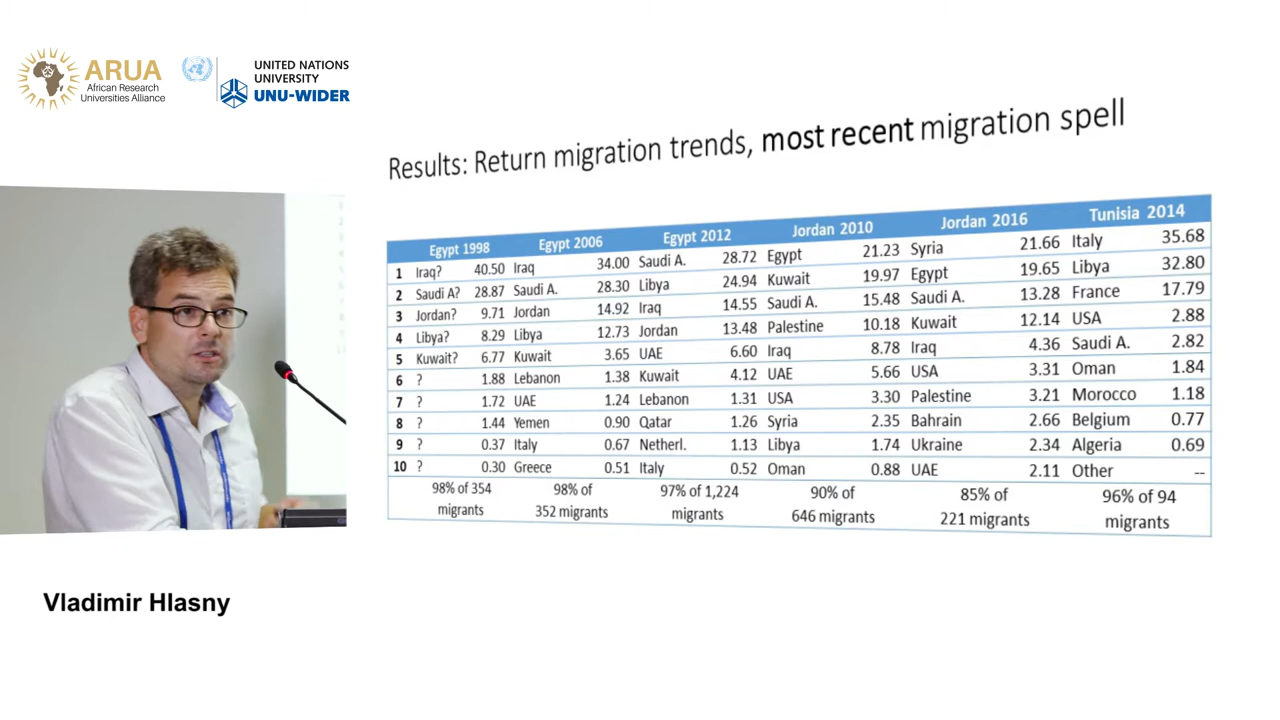 ARUA
African Research
Universities Alliance
UNITED NATIONS
UNIVERSITY
UNU-WIDER
Results: Return migration trends, most recent migration spell
Egypt 1998 Egypt 2006 Egypt 2012 Jordan 2010 Jordan 2016 Tunisia 2014
1 Iraq? 40.50 Iraq 34.00 Saudi A. 28.72 Egypt 21.23 Syria 21.66 Italy 35.68
2 Saudi A? 28.87 Saudi A. 28.30 Libya 24.94 Kuwait 19.97 Egypt 19.65 Libya 32.80
3 Jordan? 9.71 Jordan 14.92 Iraq 14.55 Saudi A. 15.48 Saudi A. 13.28 France 17.79
4 Libya? 8.29 Libya 12.73 Jordan 13.48 Palestine 10.18 Kuwait 12.14 USA 2.88
5 Kuwait? 6.77 Kuwait 3.65 UAE 6.60 Iraq 8.78 Iraq 4.36 Saudi A. 2.82
6 ? 1.88 Lebanon 1.38 Kuwait 4.12 UAE 5.66 USA 3.31 Oman 1.84
7 ? 1.72 UAE 1.24 Lebanon 1.31 USA 3.30 Palestine 3.21 Morocco 1.18
8 ? 1.44 Yemen 0.90 Qatar 1.26 Syria 2.35 Bahrain 2.66 Belgium 0.77
9 ? 0.37 Italy 0.67 Netherl. 1.13 Libya 1.74 Ukraine 2.34 Algeria 0.69
10 ? 0.30 Greece 0.51 Italy 0.52 Oman 0.88 UAE 2.11 Other --
98% of 354 98% of 97% of 1,224 90% of 85% of 96% of 94
migrants 352 migrants migrants 646 migrants 221 migrants migrants
Vladimir Hlasny